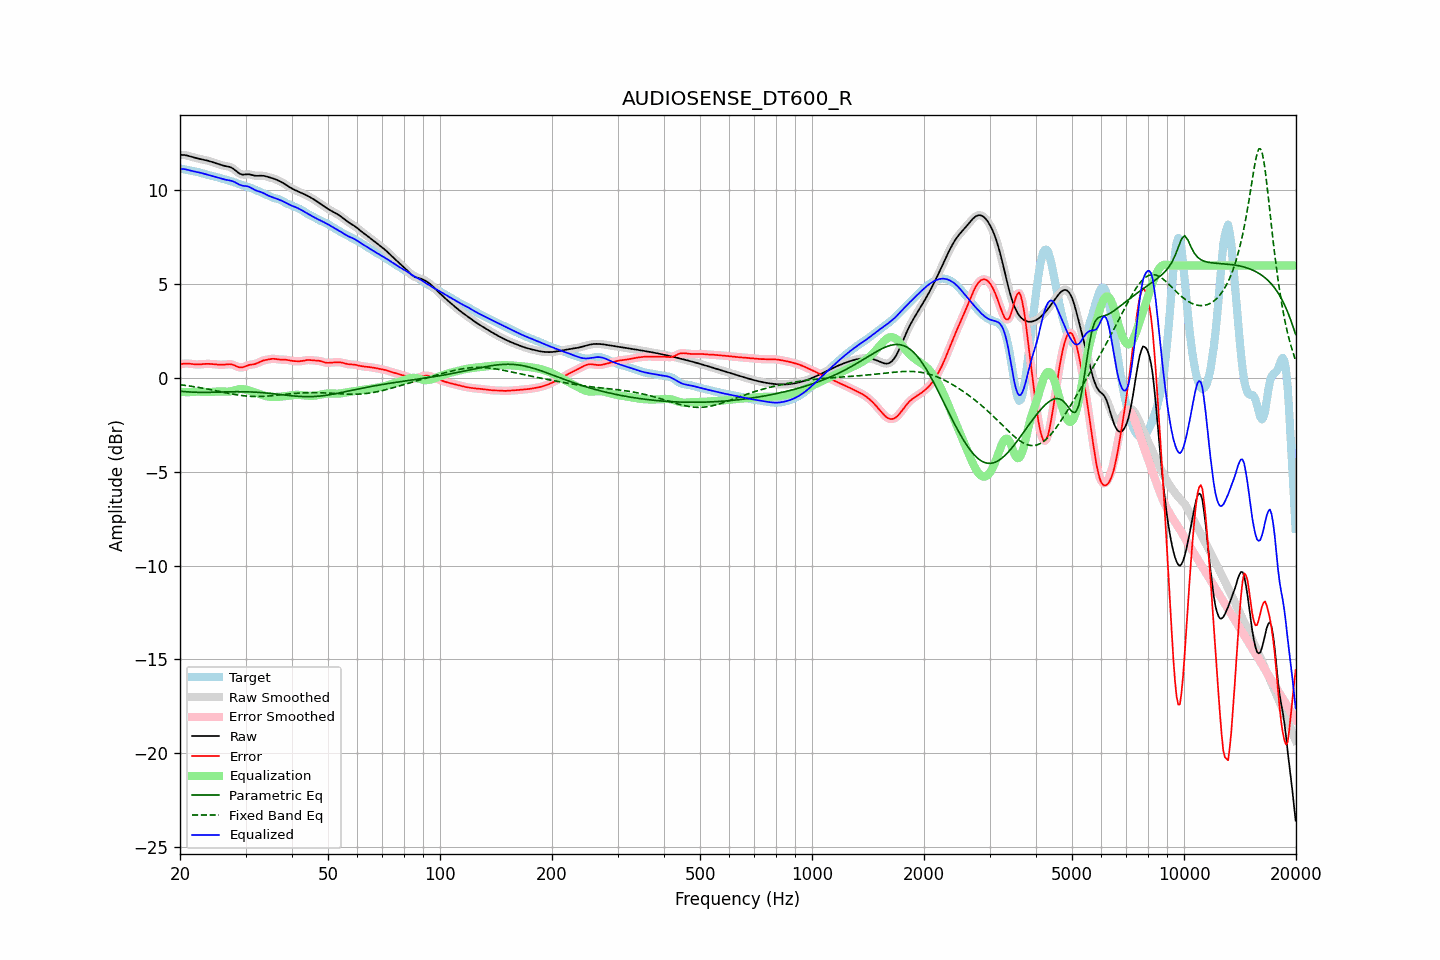 AUDIOSENSE_DT600_R
Amplitude (dBr)
10
5
0
−5
−10
−15
−20
−25
Target
Raw Smoothed
Error Smoothed
Raw
Error
Equalization
Parametric Eq
Fixed Band Eq
Equalized
20 50 100 200 500 1000 2000 5000 10000 20000
Frequency (Hz)